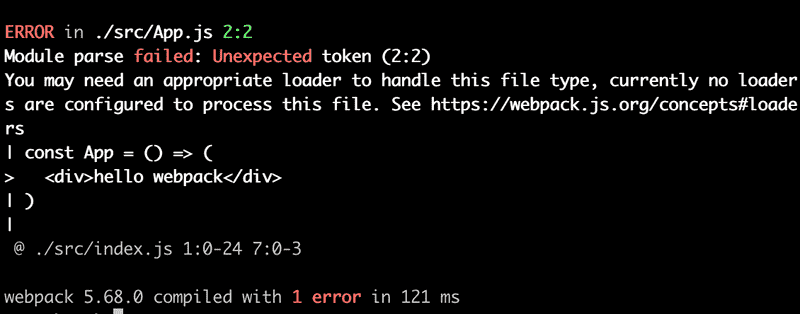 ERROR in ./src/App.js 2:2
Module parse failed: Unexpected token (2:2)
You may need an appropriate loader to handle this file type, currently no loader
s are configured to process this file. See https://webpack.js.org/concepts#loade
rs
| const App = () => (
>   <div>hello webpack</div>
| )
|
 @ ./src/index.js 1:0-24 7:0-3
webpack 5.68.0 compiled with 1 error in 121 ms